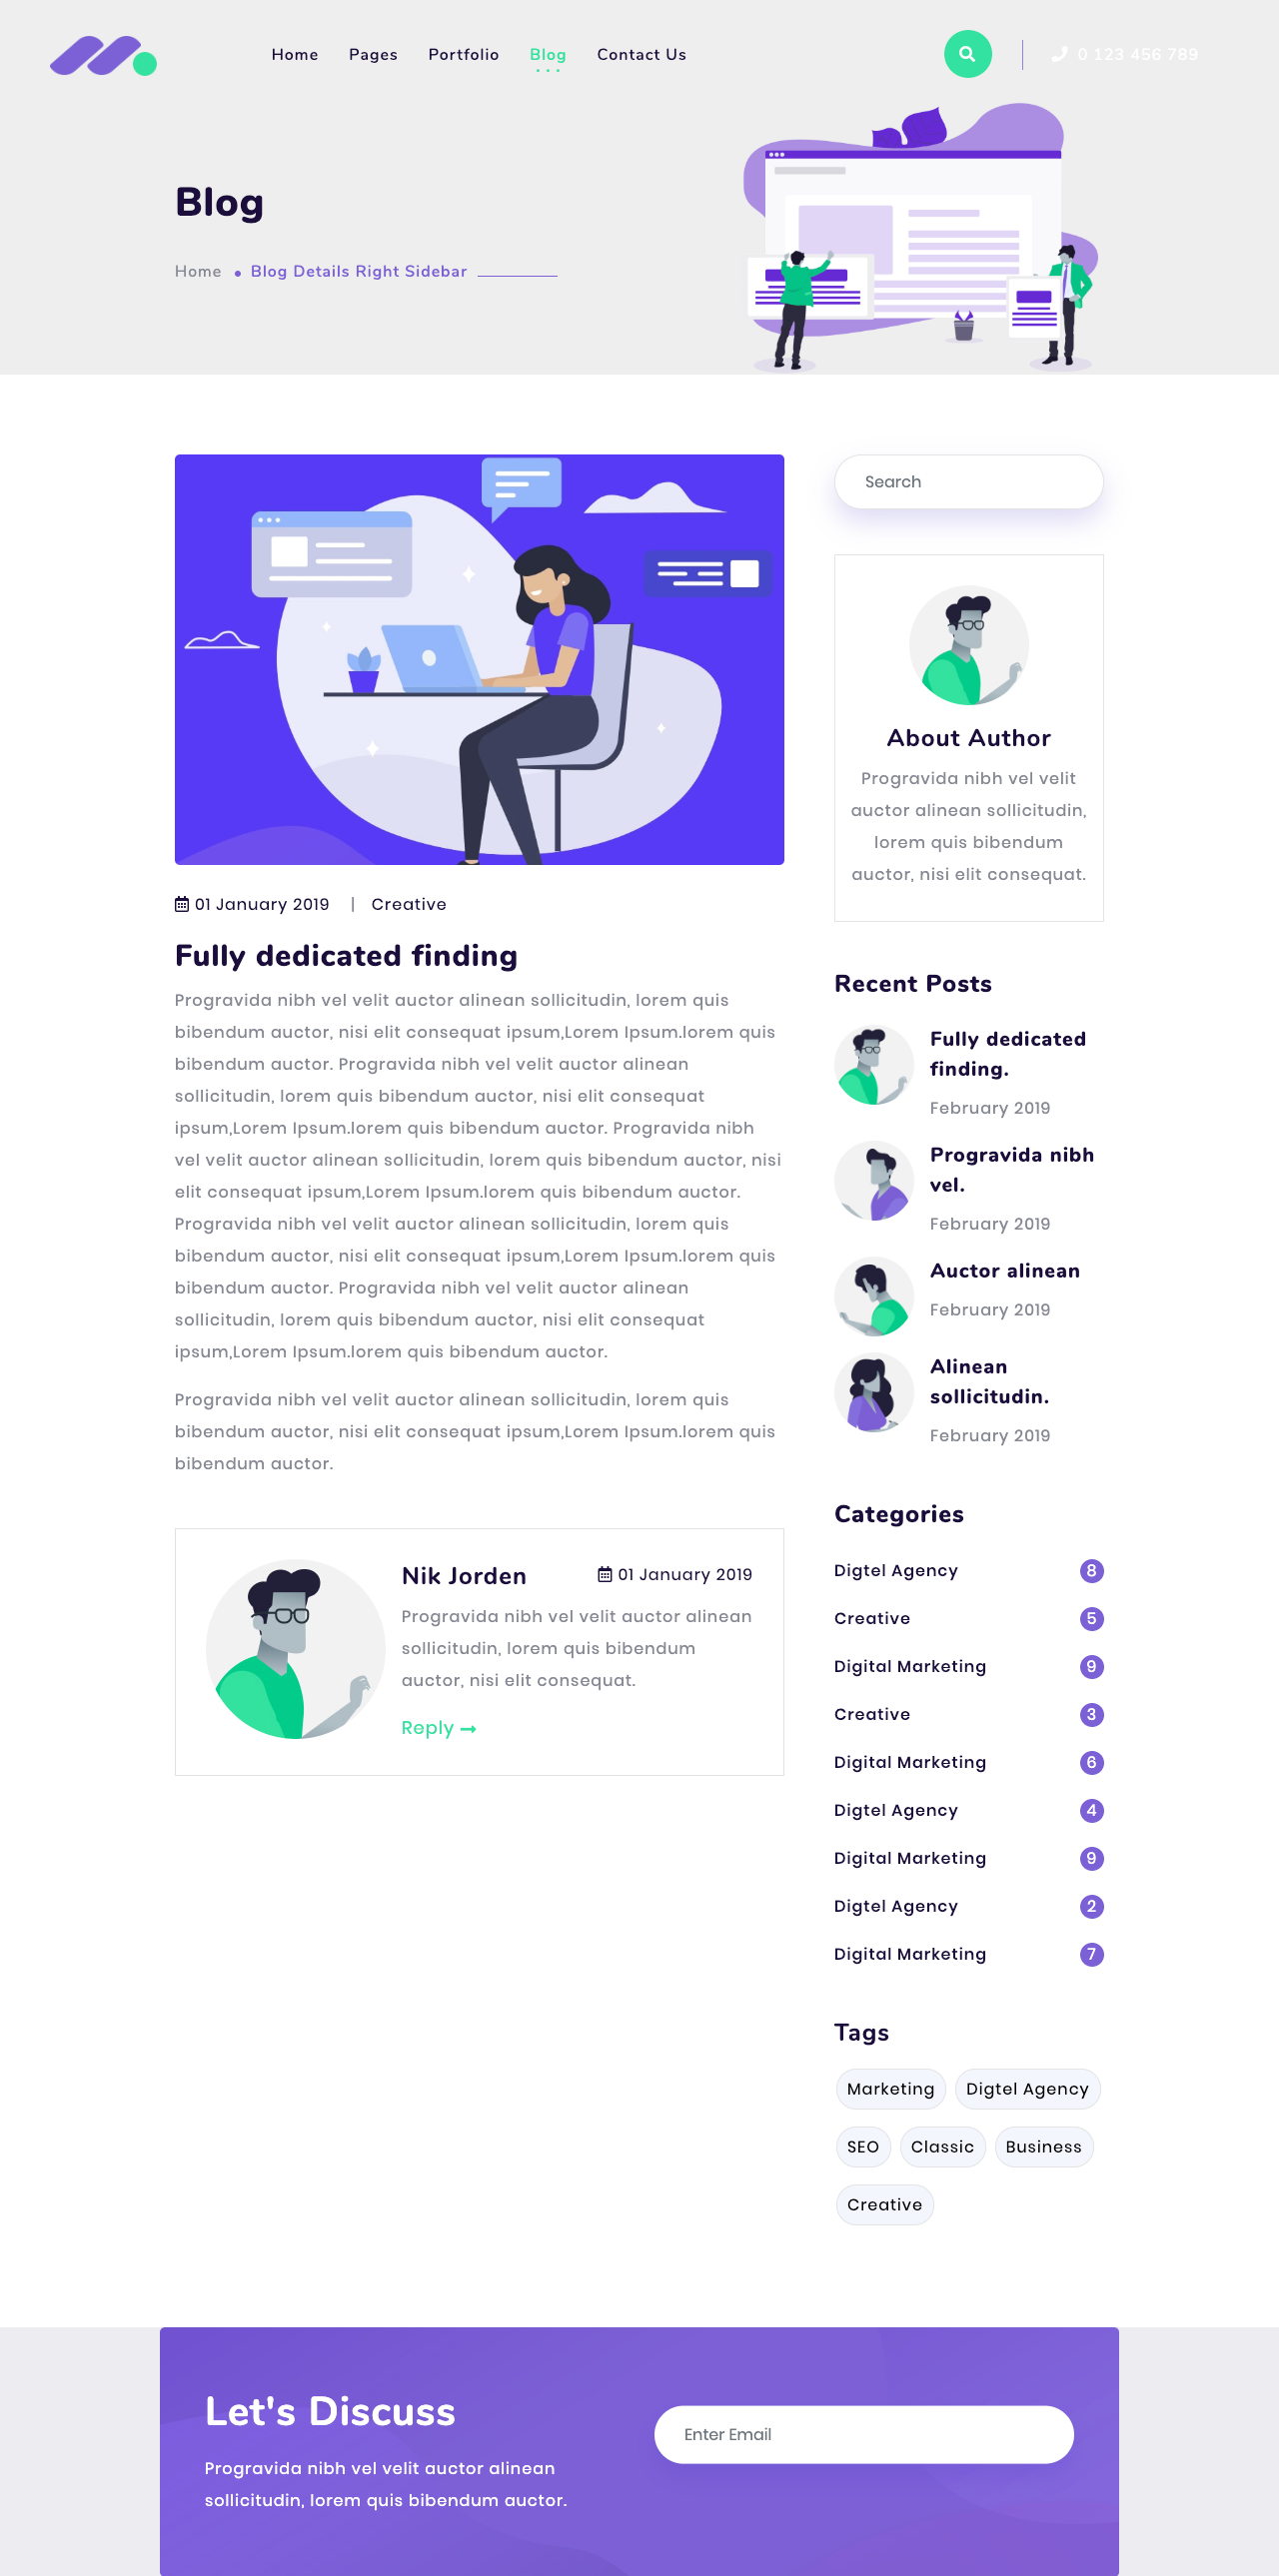 Home Pages Portfolio Blog Contact Us
0 123 456 789
Blog
Home • Blog Details Right Sidebar
01 January 2019 | Creative
Fully dedicated finding
Progravida nibh vel velit auctor alinean sollicitudin, lorem quis
bibendum auctor, nisi elit consequat ipsum,Lorem Ipsum.lorem quis
bibendum auctor. Progravida nibh vel velit auctor alinean
sollicitudin, lorem quis bibendum auctor, nisi elit consequat
ipsum,Lorem Ipsum.lorem quis bibendum auctor. Progravida nibh
vel velit auctor alinean sollicitudin, lorem quis bibendum auctor, nisi
elit consequat ipsum,Lorem Ipsum.lorem quis bibendum auctor.
Progravida nibh vel velit auctor alinean sollicitudin, lorem quis
bibendum auctor, nisi elit consequat ipsum,Lorem Ipsum.lorem quis
bibendum auctor. Progravida nibh vel velit auctor alinean
sollicitudin, lorem quis bibendum auctor, nisi elit consequat
ipsum,Lorem Ipsum.lorem quis bibendum auctor.
Progravida nibh vel velit auctor alinean sollicitudin, lorem quis
bibendum auctor, nisi elit consequat ipsum,Lorem Ipsum.lorem quis
bibendum auctor.
Nik Jorden
01 January 2019
Progravida nibh vel velit auctor alinean
sollicitudin, lorem quis bibendum
auctor, nisi elit consequat.
Reply
Search
About Author
Progravida nibh vel velit
auctor alinean sollicitudin,
lorem quis bibendum
auctor, nisi elit consequat.
Recent Posts
Fully dedicated
finding.
February 2019
Progravida nibh
vel.
February 2019
Auctor alinean
February 2019
Alinean
sollicitudin.
February 2019
Categories
Digtel Agency 8
Creative 5
Digital Marketing 9
Creative 3
Digital Marketing 6
Digtel Agency 4
Digital Marketing 9
Digtel Agency 2
Digital Marketing 7
Tags
Marketing Digtel Agency
SEO Classic Business
Creative
Let's Discuss
Progravida nibh vel velit auctor alinean
sollicitudin, lorem quis bibendum auctor.
Enter Email